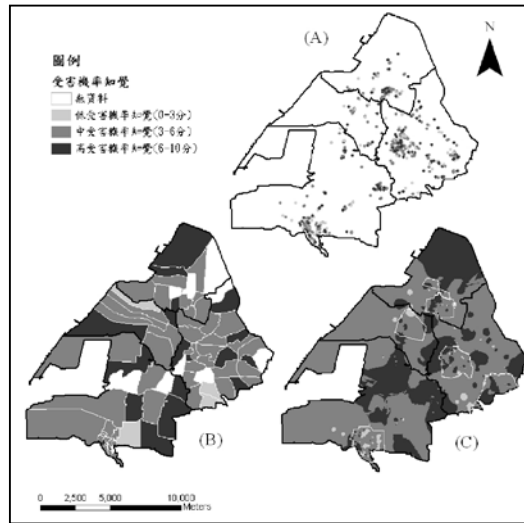 (A)
N
圖例
受害機率知覺
無資料
低受害機率知覺(0-3分)
中受害機率知覺(3-6分)
高受害機率知覺(6-10分)
(B)
(C)
0 2,500 5,000 10,000
Meters